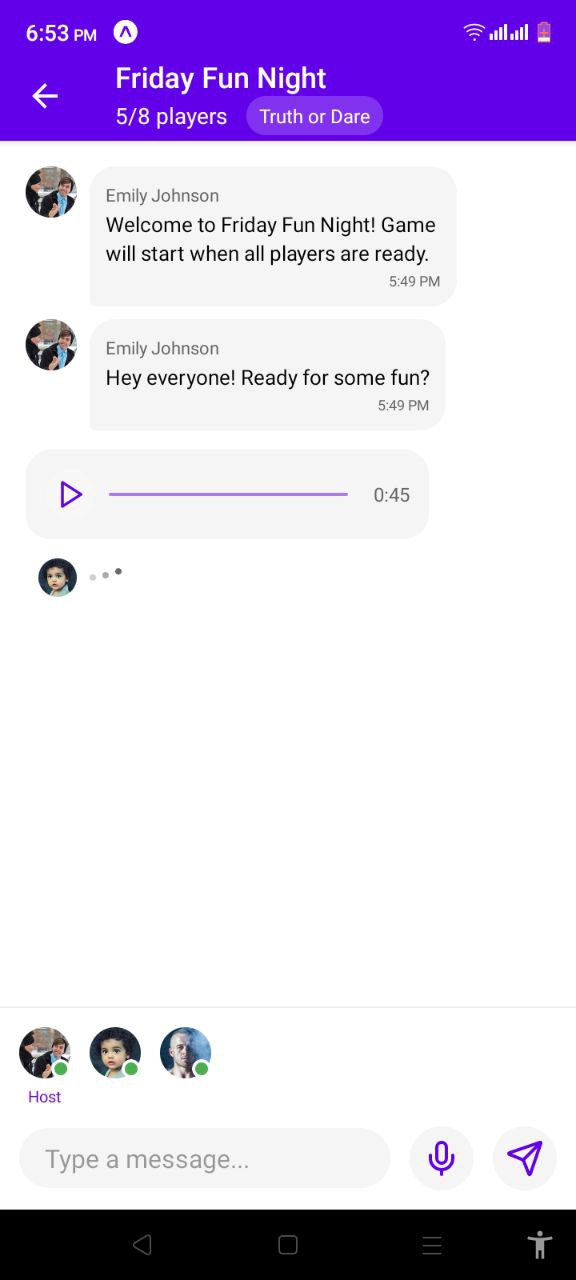 6:53 PM
Friday Fun Night
5/8 players Truth or Dare
Emily Johnson
Welcome to Friday Fun Night! Game
will start when all players are ready.
5:49 PM
Emily Johnson
Hey everyone! Ready for some fun?
5:49 PM
0:45
Host
Type a message...